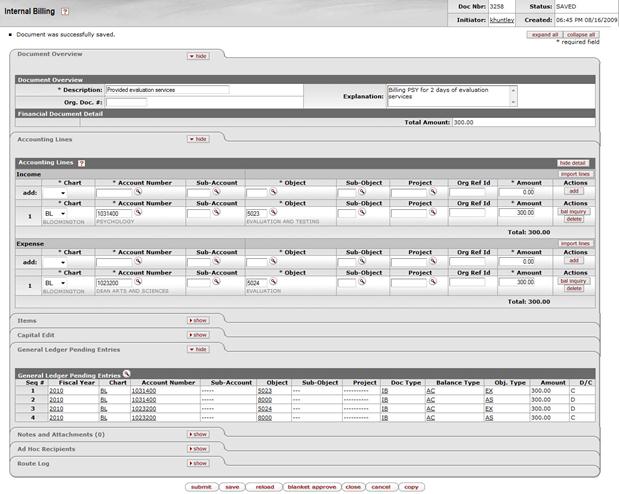 Internal Billing ?
Doc Nbr: 3258 Status: SAVED
Initiator: khuntley Created: 06:45 PM 08/16/2009
Document was successfully saved.
expand all collapse all
* required field
Document Overview hide
Document Overview
* Description: Provided evaluation services
Explanation: Billing PSY for 2 days of evaluation services
Org. Doc. #:
Financial Document Detail
Total Amount: 300.00
Accounting Lines hide
Accounting Lines ? hide detail
Income import lines
* Chart * Account Number Sub-Account * Object Sub-Object Project Org Ref Id * Amount Actions
add: 0.00 add
* Chart * Account Number Sub-Account * Object Sub-Object Project Org Ref Id * Amount Actions
1 BL 1031400 5023 300.00 bal inquiry
BLOOMINGTON PSYCHOLOGY EVALUATION AND TESTING delete
Total: 300.00
Expense import lines
* Chart * Account Number Sub-Account * Object Sub-Object Project Org Ref Id * Amount Actions
add: 0.00 add
* Chart * Account Number Sub-Account * Object Sub-Object Project Org Ref Id * Amount Actions
1 BL 1023200 5024 300.00 bal inquiry
BLOOMINGTON DEAN ARTS AND SCIENCES EVALUATION delete
Total: 300.00
Items show
Capital Edit show
General Ledger Pending Entries hide
General Ledger Pending Entries
Seq # Fiscal Year Chart Account Number Sub-Account Object Sub-Object Project Doc Type Balance Type Obj. Type Amount D/C
1 2010 BL 1031400 ----- 5023 --- ---------- IB AC EX 300.00 C
2 2010 BL 1031400 ----- 8000 --- ---------- IB AC AS 300.00 D
3 2010 BL 1023200 ----- 5024 --- ---------- IB AC EX 300.00 D
4 2010 BL 1023200 ----- 8000 --- ---------- IB AC AS 300.00 C
Notes and Attachments (0) show
Ad Hoc Recipients show
Route Log show
submit save reload blanket approve close cancel copy